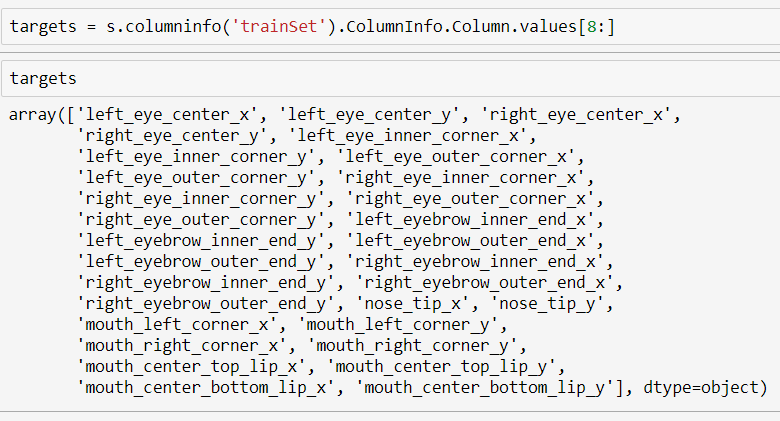 targets = s.columninfo('trainSet').ColumnInfo.Column.values[8:]
targets
array(['left_eye_center_x', 'left_eye_center_y', 'right_eye_center_x',
'right_eye_center_y', 'left_eye_inner_corner_x',
'left_eye_inner_corner_y', 'left_eye_outer_corner_x',
'left_eye_outer_corner_y', 'right_eye_inner_corner_x',
'right_eye_inner_corner_y', 'right_eye_outer_corner_x',
'right_eye_outer_corner_y', 'left_eyebrow_inner_end_x',
'left_eyebrow_inner_end_y', 'left_eyebrow_outer_end_x',
'left_eyebrow_outer_end_y', 'right_eyebrow_inner_end_x',
'right_eyebrow_inner_end_y', 'right_eyebrow_outer_end_x',
'right_eyebrow_outer_end_y', 'nose_tip_x', 'nose_tip_y',
'mouth_left_corner_x', 'mouth_left_corner_y',
'mouth_right_corner_x', 'mouth_right_corner_y',
'mouth_center_top_lip_x', 'mouth_center_top_lip_y',
'mouth_center_bottom_lip_x', 'mouth_center_bottom_lip_y'], dtype=object)